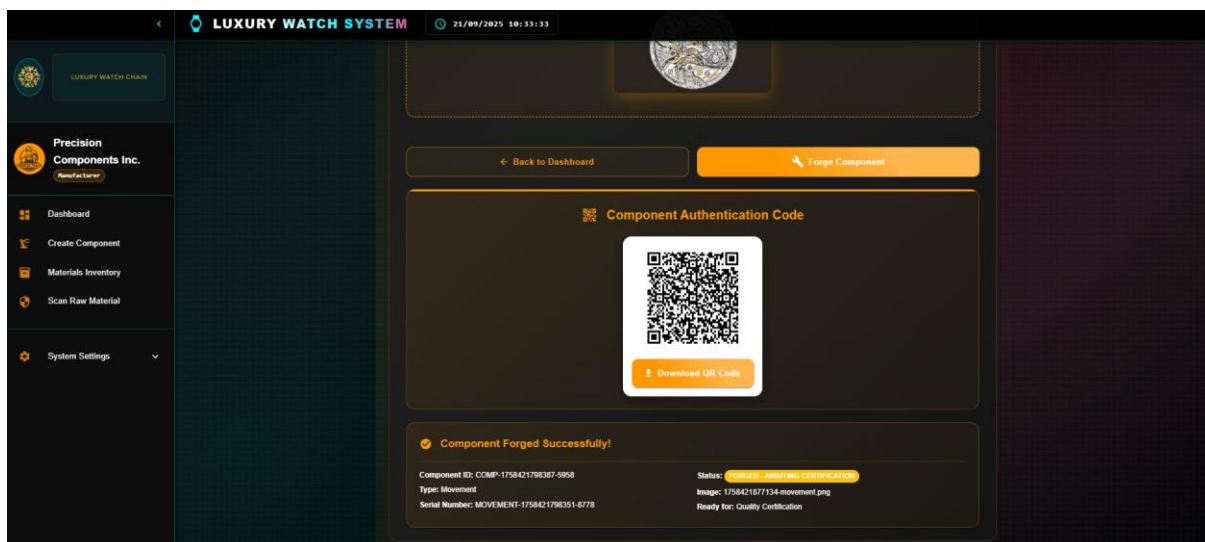 LUXURY WATCH SYSTEM
21/09/2025 10:33:33
LUXURY WATCH CHAIN
Precision
Components Inc.
Manufacturer
Dashboard
Create Component
Materials Inventory
Scan Raw Material
System Settings
← Back to Dashboard
Forge Component
Component Authentication Code
Download QR Code
Component Forged Successfully!
Component ID: COMP-1758421798387-5958
Type: Movement
Serial Number: MOVEMENT-1758421798351-8778
Status: FORGED - AWAITING CERTIFICATION
Image: 1758421877134-movement.png
Ready for: Quality Certification